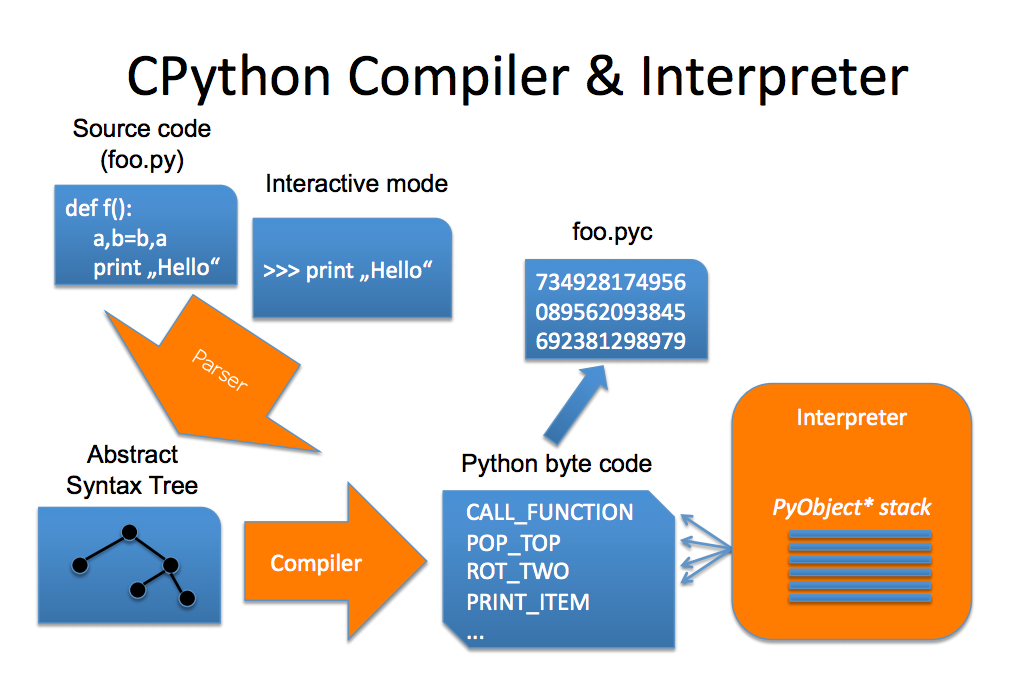 CPython Compiler & Interpreter
Source code
(foo.py)
def f():
a,b=b,a
print „Hello“
Interactive mode
>>> print „Hello“
foo.pyc
734928174956
089562093845
692381298979
Parser
Abstract
Syntax Tree
Compiler
Python byte code
CALL_FUNCTION
POP_TOP
ROT_TWO
PRINT_ITEM
...
Interpreter
PyObject* stack